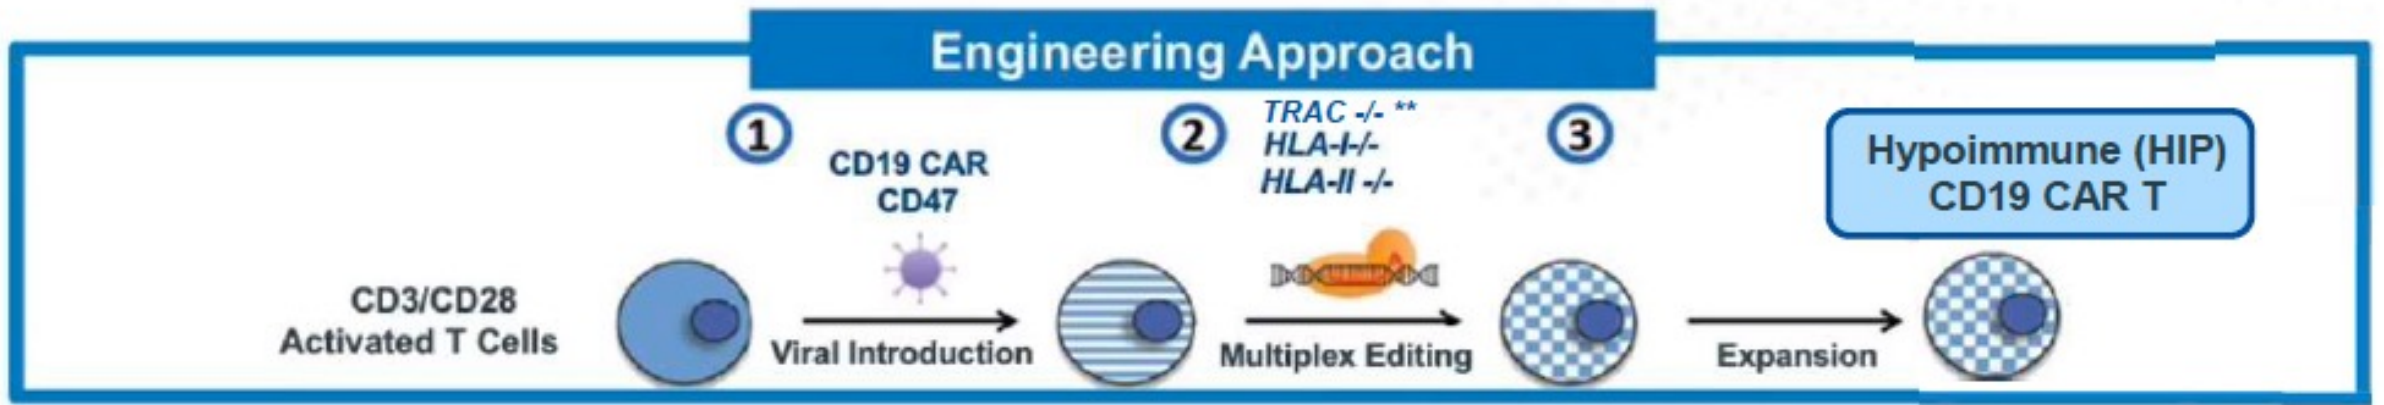 Engineering Approach
1
CD19 CAR
CD47
2
TRAC -/- **
HLA-I-/-
HLA-II -/-
3
Hypoimmune (HIP)
CD19 CAR T
CD3/CD28
Activated T Cells
Viral Introduction
Multiplex Editing
Expansion